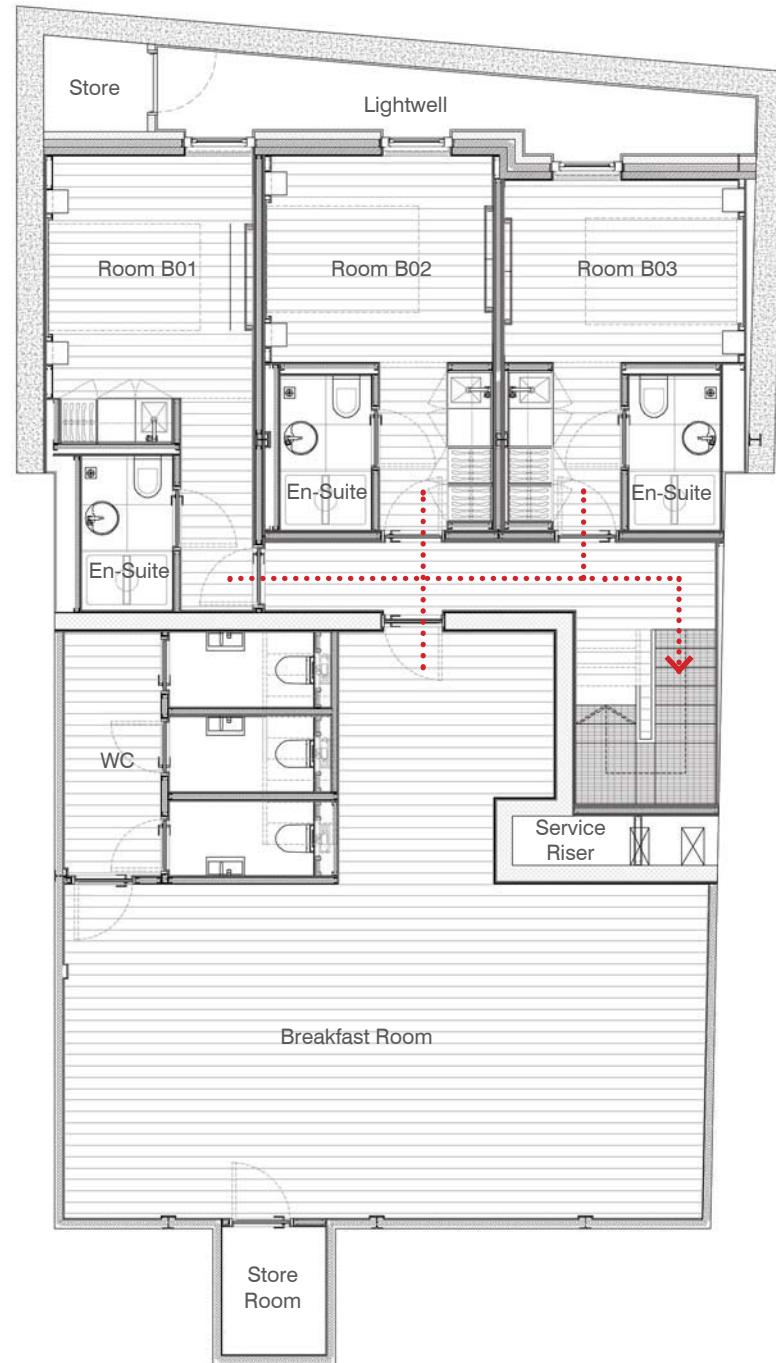 Store
Lightwell
Room B01
Room B02
Room B03
En-Suite
En-Suite
En-Suite
WC
Service
Riser
Breakfast Room
Store
Room